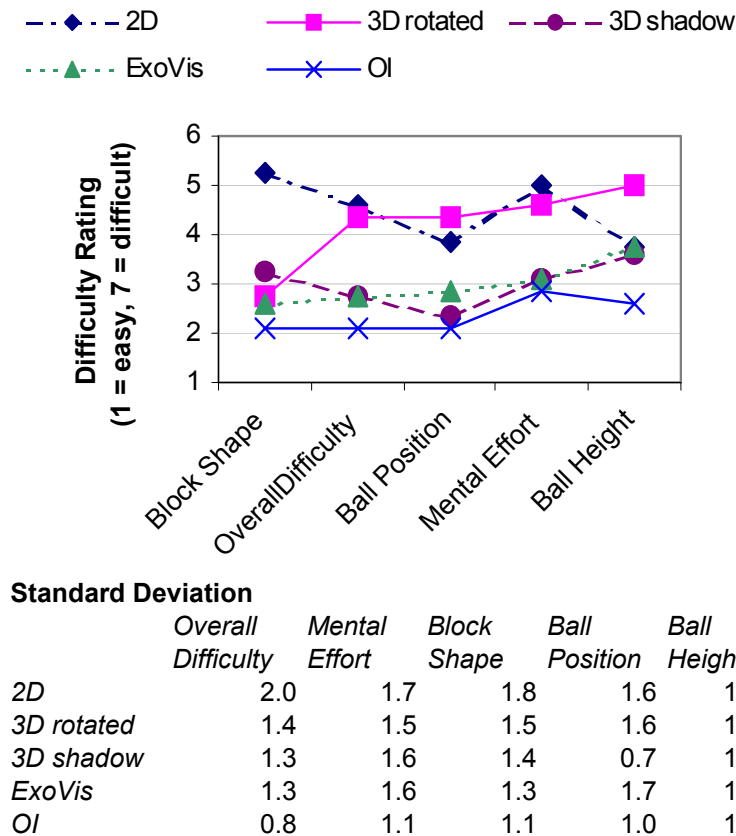 2D 3D rotated 3D shadow
ExoVis OI
Difficulty Rating
(1 = easy, 7 = difficult)
6
5
4
3
2
1
Block Shape
OverallDifficulty
Ball Position
Mental Effort
Ball Height
Standard Deviation
Overall Mental Block Ball Ball
Difficulty Effort Shape Position Heigh
2D 2.0 1.7 1.8 1.6 1
3D rotated 1.4 1.5 1.5 1.6 1
3D shadow 1.3 1.6 1.4 0.7 1
ExoVis 1.3 1.6 1.3 1.7 1
OI 0.8 1.1 1.1 1.0 1